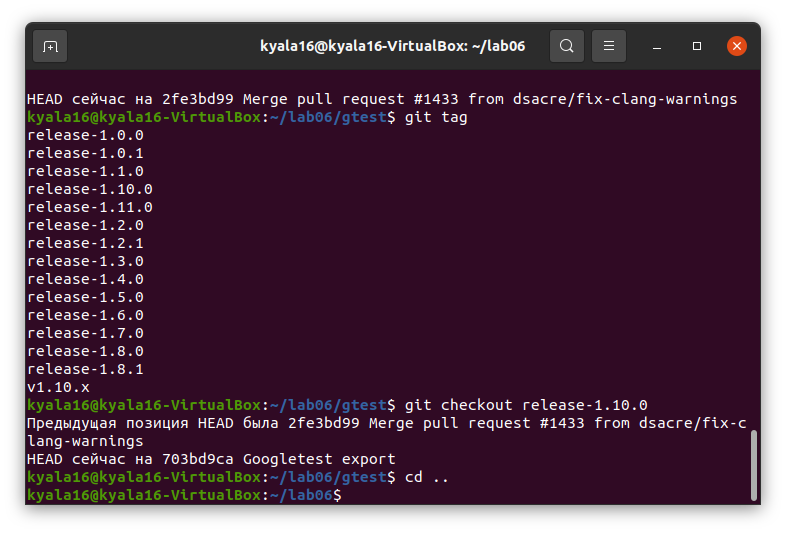 kyala16@kyala16-VirtualBox: ~/lab06
HEAD сейчас на 2fe3bd99 Merge pull request #1433 from dsacre/fix-clang-warnings
kyala16@kyala16-VirtualBox:~/lab06/gtest$ git tag
release-1.0.0
release-1.0.1
release-1.1.0
release-1.10.0
release-1.11.0
release-1.2.0
release-1.2.1
release-1.3.0
release-1.4.0
release-1.5.0
release-1.6.0
release-1.7.0
release-1.8.0
release-1.8.1
v1.10.x
kyala16@kyala16-VirtualBox:~/lab06/gtest$ git checkout release-1.10.0
Предыдущая позиция HEAD была 2fe3bd99 Merge pull request #1433 from dsacre/fix-c
lang-warnings
HEAD сейчас на 703bd9ca Googletest export
kyala16@kyala16-VirtualBox:~/lab06/gtest$ cd ..
kyala16@kyala16-VirtualBox:~/lab06$